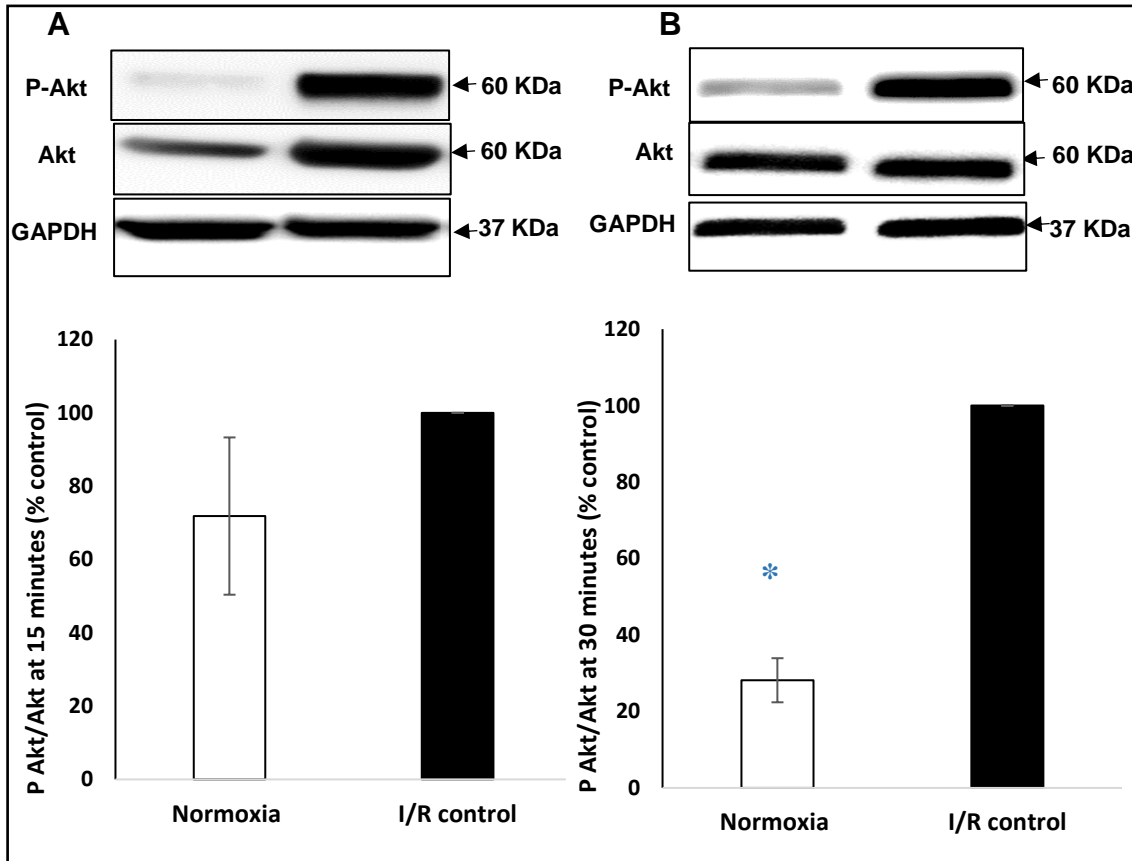 A
P-Akt
60 KDa
Akt
60 KDa
GAPDH
37 KDa
P Akt/Akt at 15 minutes (% control)
120
100
80
60
40
20
0
Normoxia
I/R control
B
P-Akt
60 KDa
Akt
60 KDa
GAPDH
37 KDa
P Akt/Akt at 30 minutes (% control)
120
100
80
60
40
20
0
*
Normoxia
I/R control